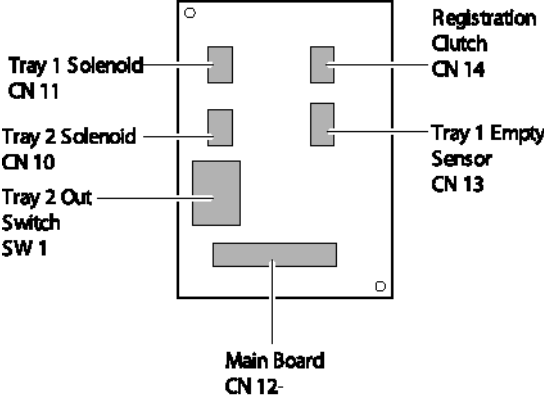 Registration
Clutch
CN 14
Tray 1 Solenoid
CN 11
Tray 2 Solenoid
CN 10
Tray 1 Empty
Sensor
CN 13
Tray 2 Out
Switch
SW 1
Main Board
CN 12-